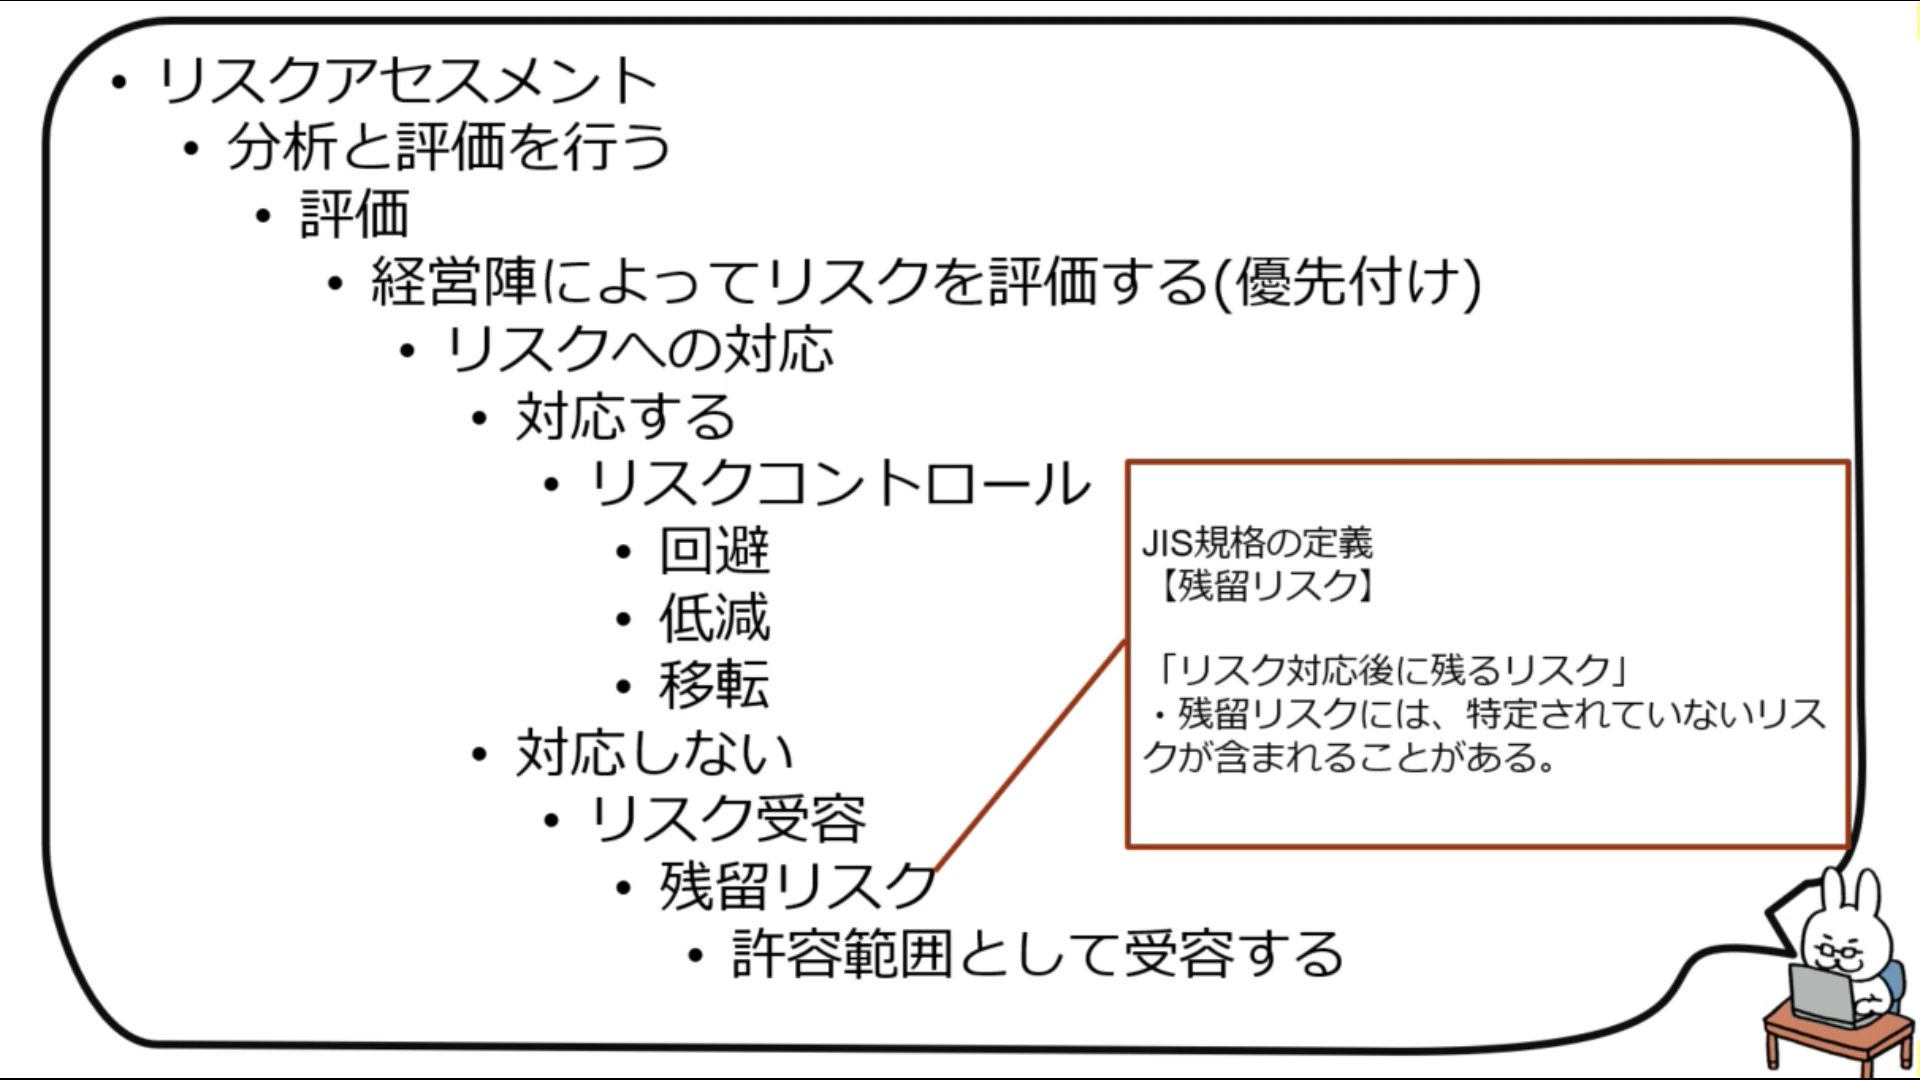 • リスクアセスメント
• 分析と評価を行う
• 評価
• 経営陣によってリスクを評価する(優先付け)
• リスクへの対応
• 対応する
• リスクコントロール
• 回避
• 低減
• 移転
• 対応しない
• リスク受容
• 残留リスク
• 許容範囲として受容する
JIS規格の定義
【残留リスク】
「リスク対応後に残るリスク」
・残留リスクには、特定されていないリス
クが含まれることがある。